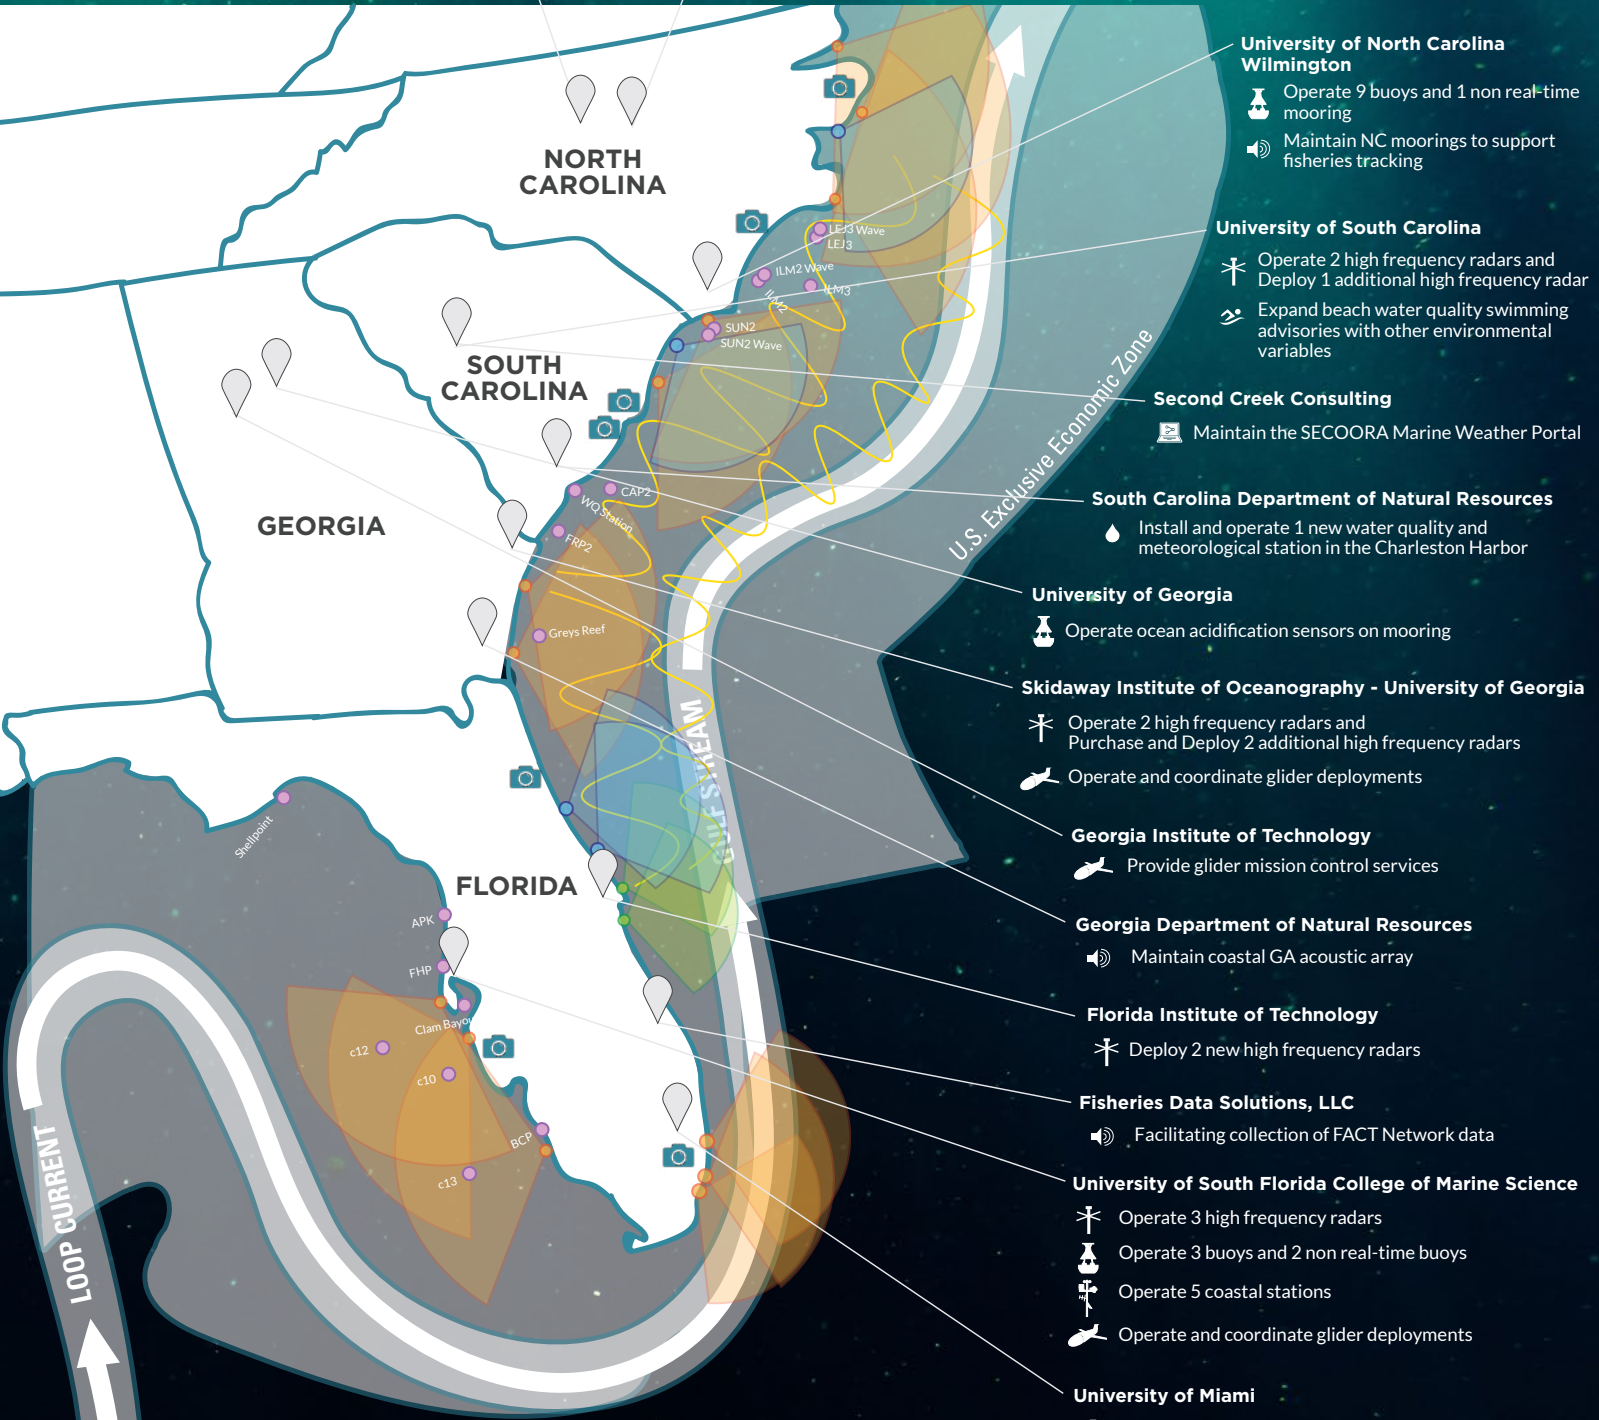 NORTH
CAROLINA
SOUTH
CAROLINA
GEORGIA
FLORIDA
LEJ3 Wave
LEJ3
ILM2 Wave
ILM2
ILM3
SUN2
SUN2 Wave
CAP2
WQ Station
FRP2
Greys Reef
Shellpoint
APK
FHP
Clam Bayou
c12
c10
BCP
c13
GULF STREAM
LOOP CURRENT
U.S. Exclusive Economic Zone
University of North Carolina
Wilmington
Operate 9 buoys and 1 non real-time
mooring
Maintain NC moorings to support
fisheries tracking
University of South Carolina
Operate 2 high frequency radars and
Deploy 1 additional high frequency radar
Expand beach water quality swimming
advisories with other environmental
variables
Second Creek Consulting
Maintain the SECOORA Marine Weather Portal
South Carolina Department of Natural Resources
Install and operate 1 new water quality and
meteorological station in the Charleston Harbor
University of Georgia
Operate ocean acidification sensors on mooring
Skidaway Institute of Oceanography - University of Georgia
Operate 2 high frequency radars and
Purchase and Deploy 2 additional high frequency radars
Operate and coordinate glider deployments
Georgia Institute of Technology
Provide glider mission control services
Georgia Department of Natural Resources
Maintain coastal GA acoustic array
Florida Institute of Technology
Deploy 2 new high frequency radars
Fisheries Data Solutions, LLC
Facilitating collection of FACT Network data
University of South Florida College of Marine Science
Operate 3 high frequency radars
Operate 3 buoys and 2 non real-time buoys
Operate 5 coastal stations
Operate and coordinate glider deployments
University of Miami